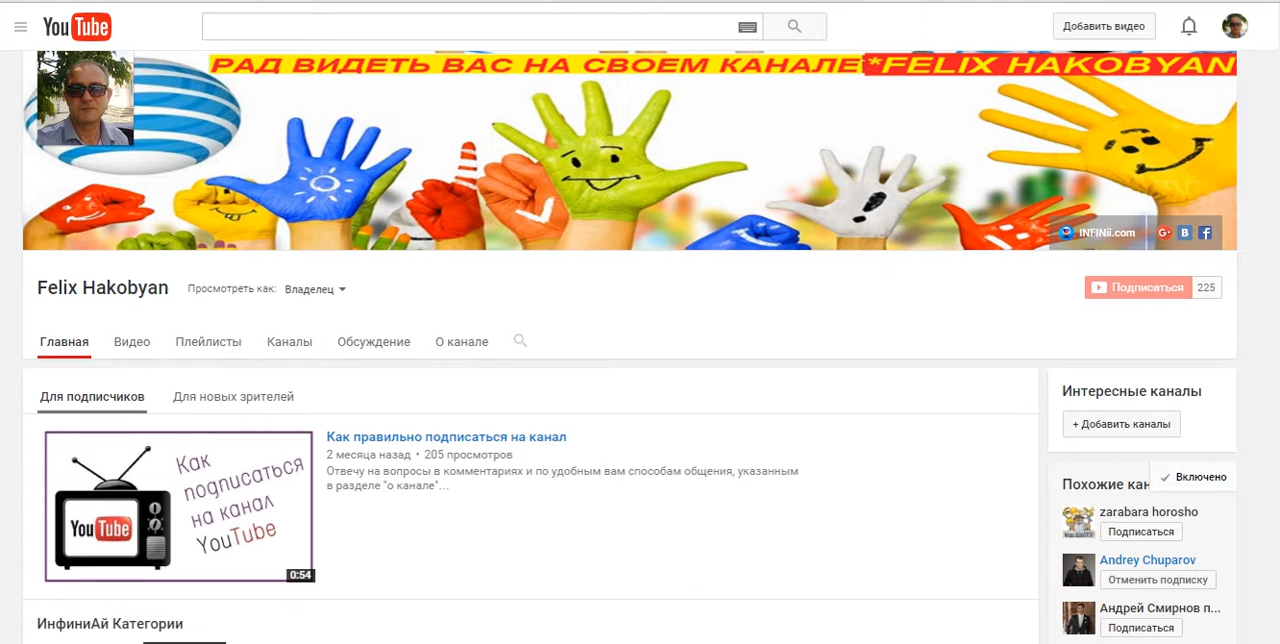 YouTube
Добавить видео
РАД ВИДЕТЬ ВАС НА СВОЕМ КАНАЛЕ!*FELIX HAKOBYAN
INFINii.com
G+ B f
Felix Hakobyan
Просмотреть как: Владелец
Подписаться 225
Главная Видео Плейлисты Каналы Обсуждение О канале
Для подписчиков Для новых зрителей
Как
подписаться
на канал
YouTube
YouTube
0:54
Как правильно подписаться на канал
2 месяца назад • 205 просмотров
Отвечу на вопросы в комментариях и по удобным вам способам общения, указанным
в разделе "о канале"...
ИнфиниАй Категории
Интересные каналы
+ Добавить каналы
Похожие кан
Включено
zarabara horosho
Подписаться
Andrey Chuparov
Отменить подписку
Андрей Смирнов п...
Подписаться